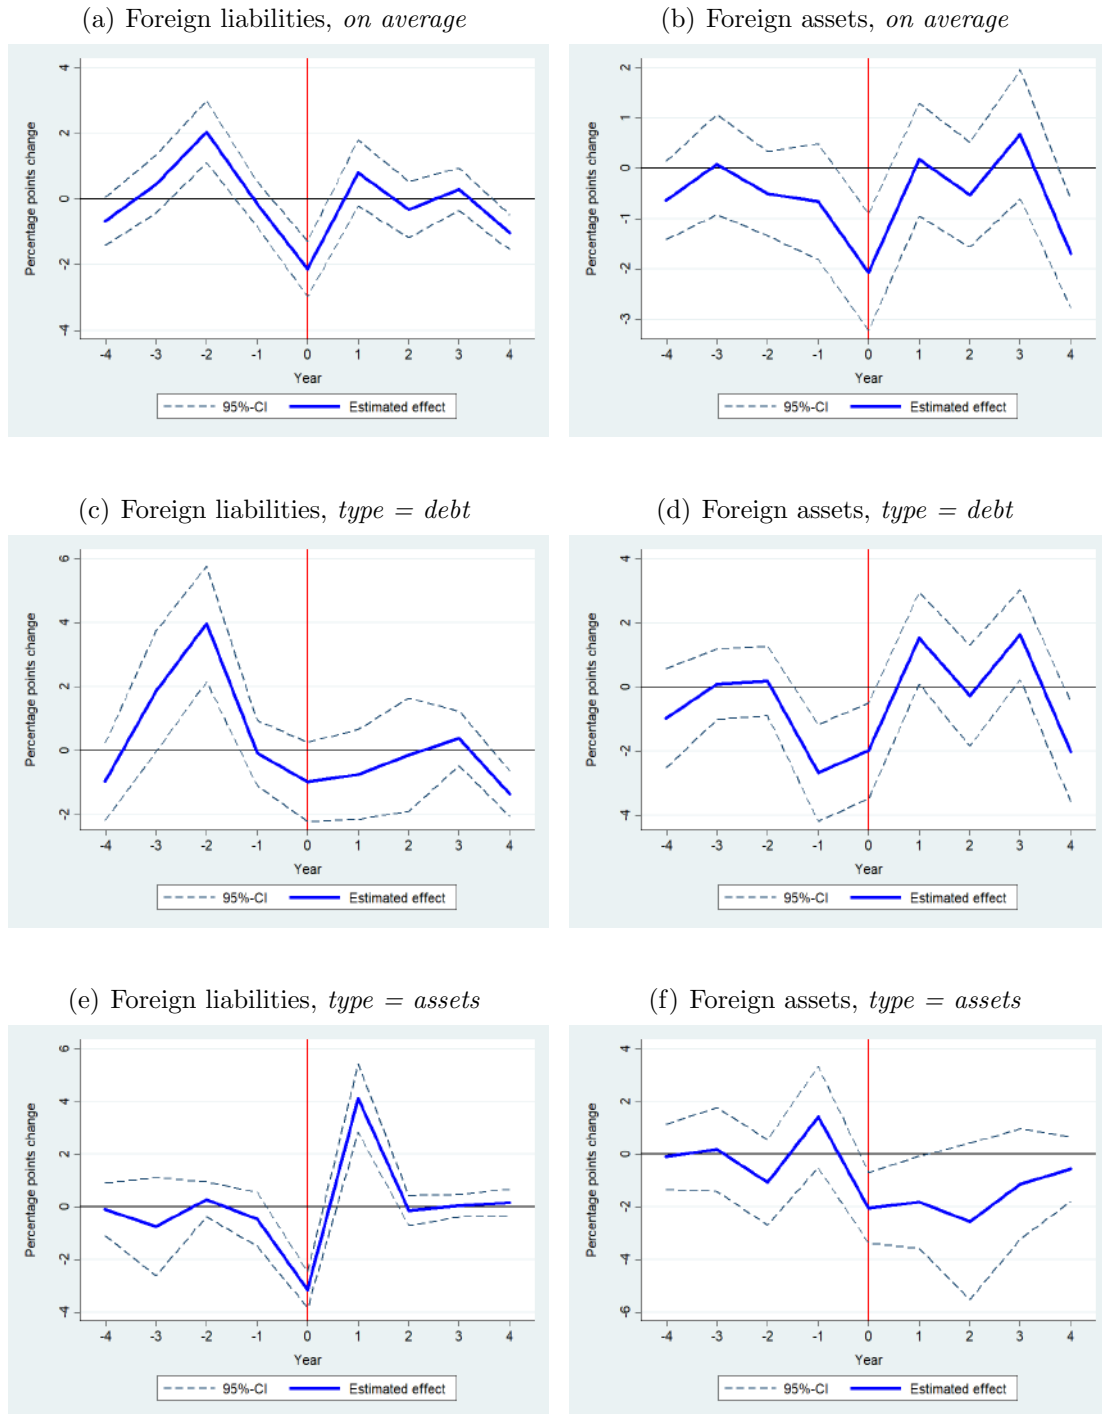 (a) Foreign liabilities, on average
Percentage points change
4
2
0
-2
-4
-4 -3 -2 -1 0 1 2 3 4
Year
95%-CI Estimated effect
(b) Foreign assets, on average
Percentage points change
2
1
0
-1
-2
-3
-4 -3 -2 -1 0 1 2 3 4
Year
95%-CI Estimated effect
(c) Foreign liabilities, type = debt
Percentage points change
6
4
2
0
-2
-4 -3 -2 -1 0 1 2 3 4
Year
95%-CI Estimated effect
(d) Foreign assets, type = debt
Percentage points change
4
2
0
-2
-4
-4 -3 -2 -1 0 1 2 3 4
Year
95%-CI Estimated effect
(e) Foreign liabilities, type = assets
Percentage points change
6
4
2
0
-2
-4
-4 -3 -2 -1 0 1 2 3 4
Year
95%-CI Estimated effect
(f) Foreign assets, type = assets
Percentage points change
4
2
0
-2
-4
-6
-4 -3 -2 -1 0 1 2 3 4
Year
95%-CI Estimated effect